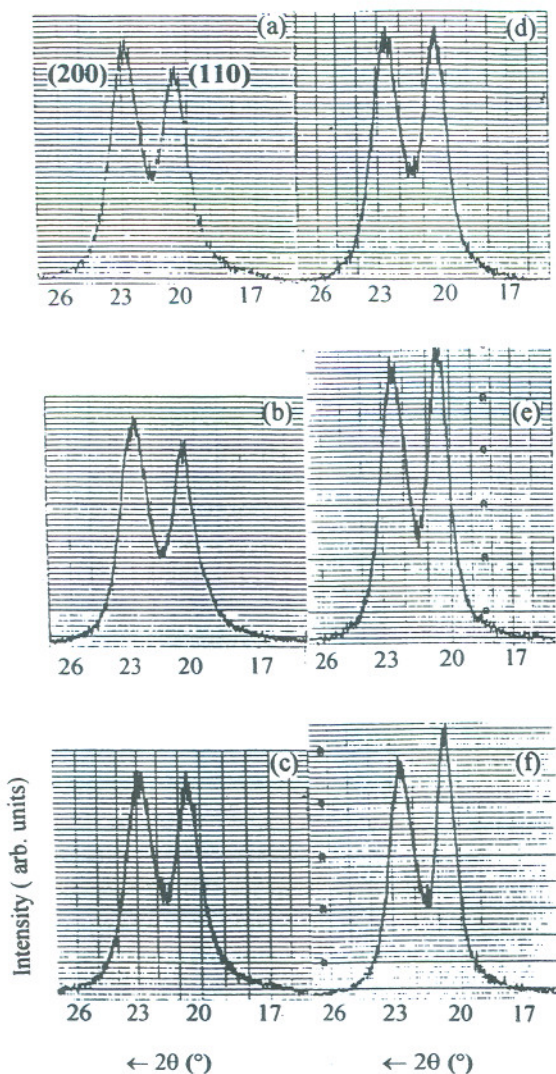 (a)
(200) (110)
26 23 20 17
(d)
26 23 20 17
(b)
26 23 20 17
(e)
26 23 20 17
(c)
26 23 20 17
(f)
26 23 20 17
Intensity ( arb. units)
← 2θ (°)
← 2θ (°)